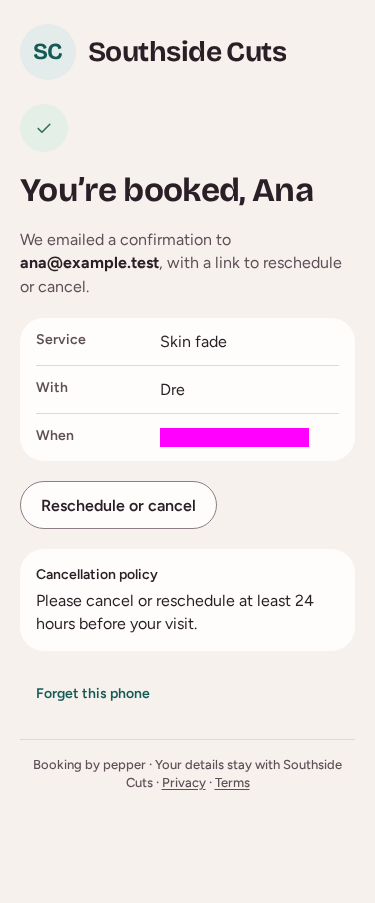 SC Southside Cuts
You’re booked, Ana
We emailed a confirmation to
ana@example.test, with a link to reschedule
or cancel.
Service Skin fade
With Dre
When
Reschedule or cancel
Cancellation policy
Please cancel or reschedule at least 24
hours before your visit.
Forget this phone
Booking by pepper · Your details stay with Southside
Cuts · Privacy · Terms